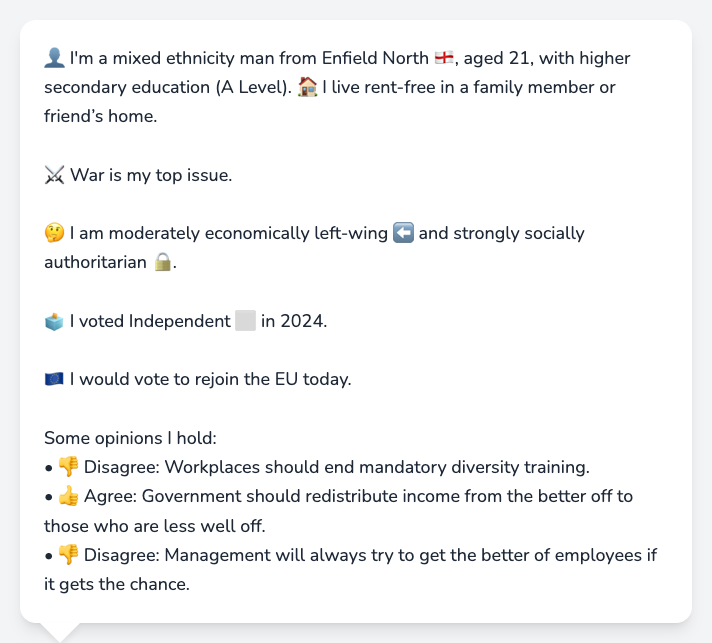 👤 I'm a mixed ethnicity man from Enfield North 🏴󠁧󠁢󠁥󠁮󠁧󠁿, aged 21, with higher
secondary education (A Level). 🏠 I live rent-free in a family member or
friend’s home.
⚔️ War is my top issue.
🤔 I am moderately economically left-wing ⬅️ and strongly socially
authoritarian 🔒.
🗳️ I voted Independent ⬜ in 2024.
🇪🇺 I would vote to rejoin the EU today.
Some opinions I hold:
• 👎 Disagree: Workplaces should end mandatory diversity training.
• 👍 Agree: Government should redistribute income from the better off to
those who are less well off.
• 👎 Disagree: Management will always try to get the better of employees if
it gets the chance.